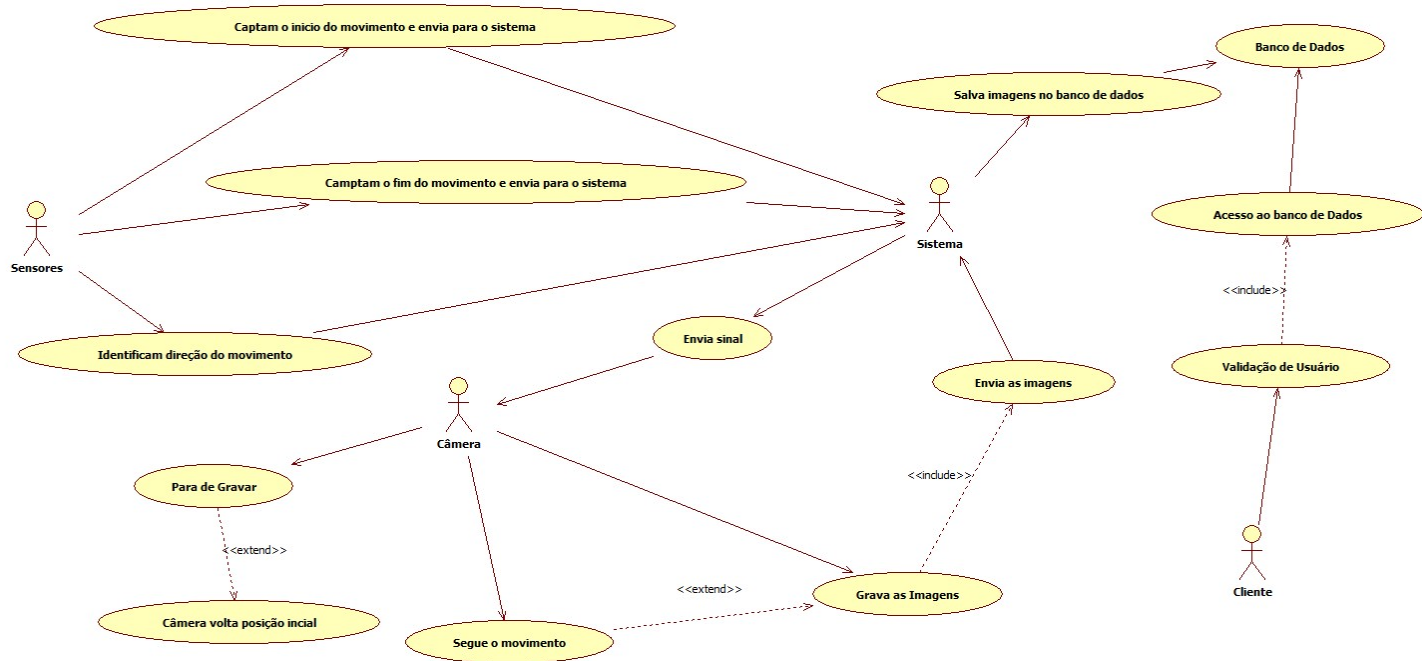 Captam o inicio do movimento e envia para o sistema
Banco de Dados
Salva imagens no banco de dados
Camptam o fim do movimento e envia para o sistema
Acesso ao banco de Dados
Sistema
Sensores
<<include>>
Envia sinal
Identificam direção do movimento
Validação de Usuário
Envia as imagens
Câmera
<<include>>
Para de Gravar
<<extend>>
<<extend>>
Cliente
Grava as Imagens
Câmera volta posição incial
Segue o movimento